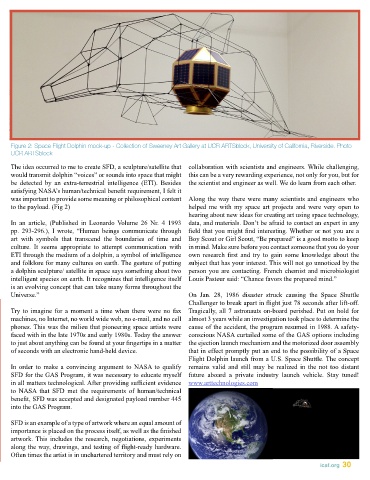 Figure 2: Space Flight Dolphin mock-up - Collection of Sweeney Art Gallery at UCR ARTSblock, University of California, Riverside. Photo
UCR ARTSblock
The idea occurred to me to create SFD, a sculpture/satellite that
would transmit dolphin "voices" or sounds into space that might
be detected by an extra-terrestrial intelligence (ETI). Besides
satisfying NASA's human/technical benefit requirement, I felt it
was important to provide some meaning or philosophical content
to the payload. (Fig 2)
In an article, (Published in Leonardo Volume 26 Nr. 4 1993
pp. 293-296.), I wrote, "Human beings communicate through
art with symbols that transcend the boundaries of time and
culture. It seems appropriate to attempt communication with
ETI through the medium of a dolphin, a symbol of intelligence
and folklore for many cultures on earth. The gesture of putting
a dolphin sculpture/ satellite in space says something about two
intelligent species on earth. It recognizes that intelligence itself
is an evolving concept that can take many forms throughout the
Universe."
Try to imagine for a moment a time when there were no fax
machines, no Internet, no world wide web, no e-mail, and no cell
phones. This was the milieu that pioneering space artists were
faced with in the late 1970s and early 1980s. Today the answer
to just about anything can be found at your fingertips in a matter
of seconds with an electronic hand-held device.
In order to make a convincing argument to NASA to qualify
SFD for the GAS Program, it was necessary to educate myself
in all matters technological. After providing sufficient evidence
to NASA that SFD met the requirements of human/technical
benefit, SFD was accepted and designated payload number 445
into the GAS Program.
SFD is an example of a type of artwork where an equal amount of
importance is placed on the process itself, as well as the finished
artwork. This includes the research, negotiations, experiments
along the way, drawings, and testing of flight-ready hardware.
Often times the artist is in unchartered territory and must rely on
collaboration with scientists and engineers. While challenging,
this can be a very rewarding experience, not only for you, but for
the scientist and engineer as well. We do learn from each other.
Along the way there were many scientists and engineers who
helped me with my space art projects and were very open to
hearing about new ideas for creating art using space technology,
data, and materials. Don't be afraid to contact an expert in any
field that you might find interesting. Whether or not you are a
Boy Scout or Girl Scout, "Be prepared" is a good motto to keep
in mind. Make sure before you contact someone that you do your
own research first and try to gain some knowledge about the
subject that has your interest. This will not go unnoticed by the
person you are contacting. French chemist and microbiologist
Louis Pasteur said: "Chance favors the prepared mind."
On Jan. 28, 1986 disaster struck causing the Space Shuttle
Challenger to break apart in flight just 78 seconds after lift-off.
Tragically, all 7 astronauts on-board perished. Put on hold for
almost 3 years while an investigation took place to determine the
cause of the accident, the program resumed in 1988. A safety-
conscious NASA curtailed some of the GAS options including
the ejection launch mechanism and the motorized door assembly
that in effect promptly put an end to the possibility of a Space
Flight Dolphin launch from a U.S. Space Shuttle. The concept
remains valid and still may be realized in the not too distant
future aboard a private industry launch vehicle. Stay tuned!
www.arttechnologies.com
isst.org 30